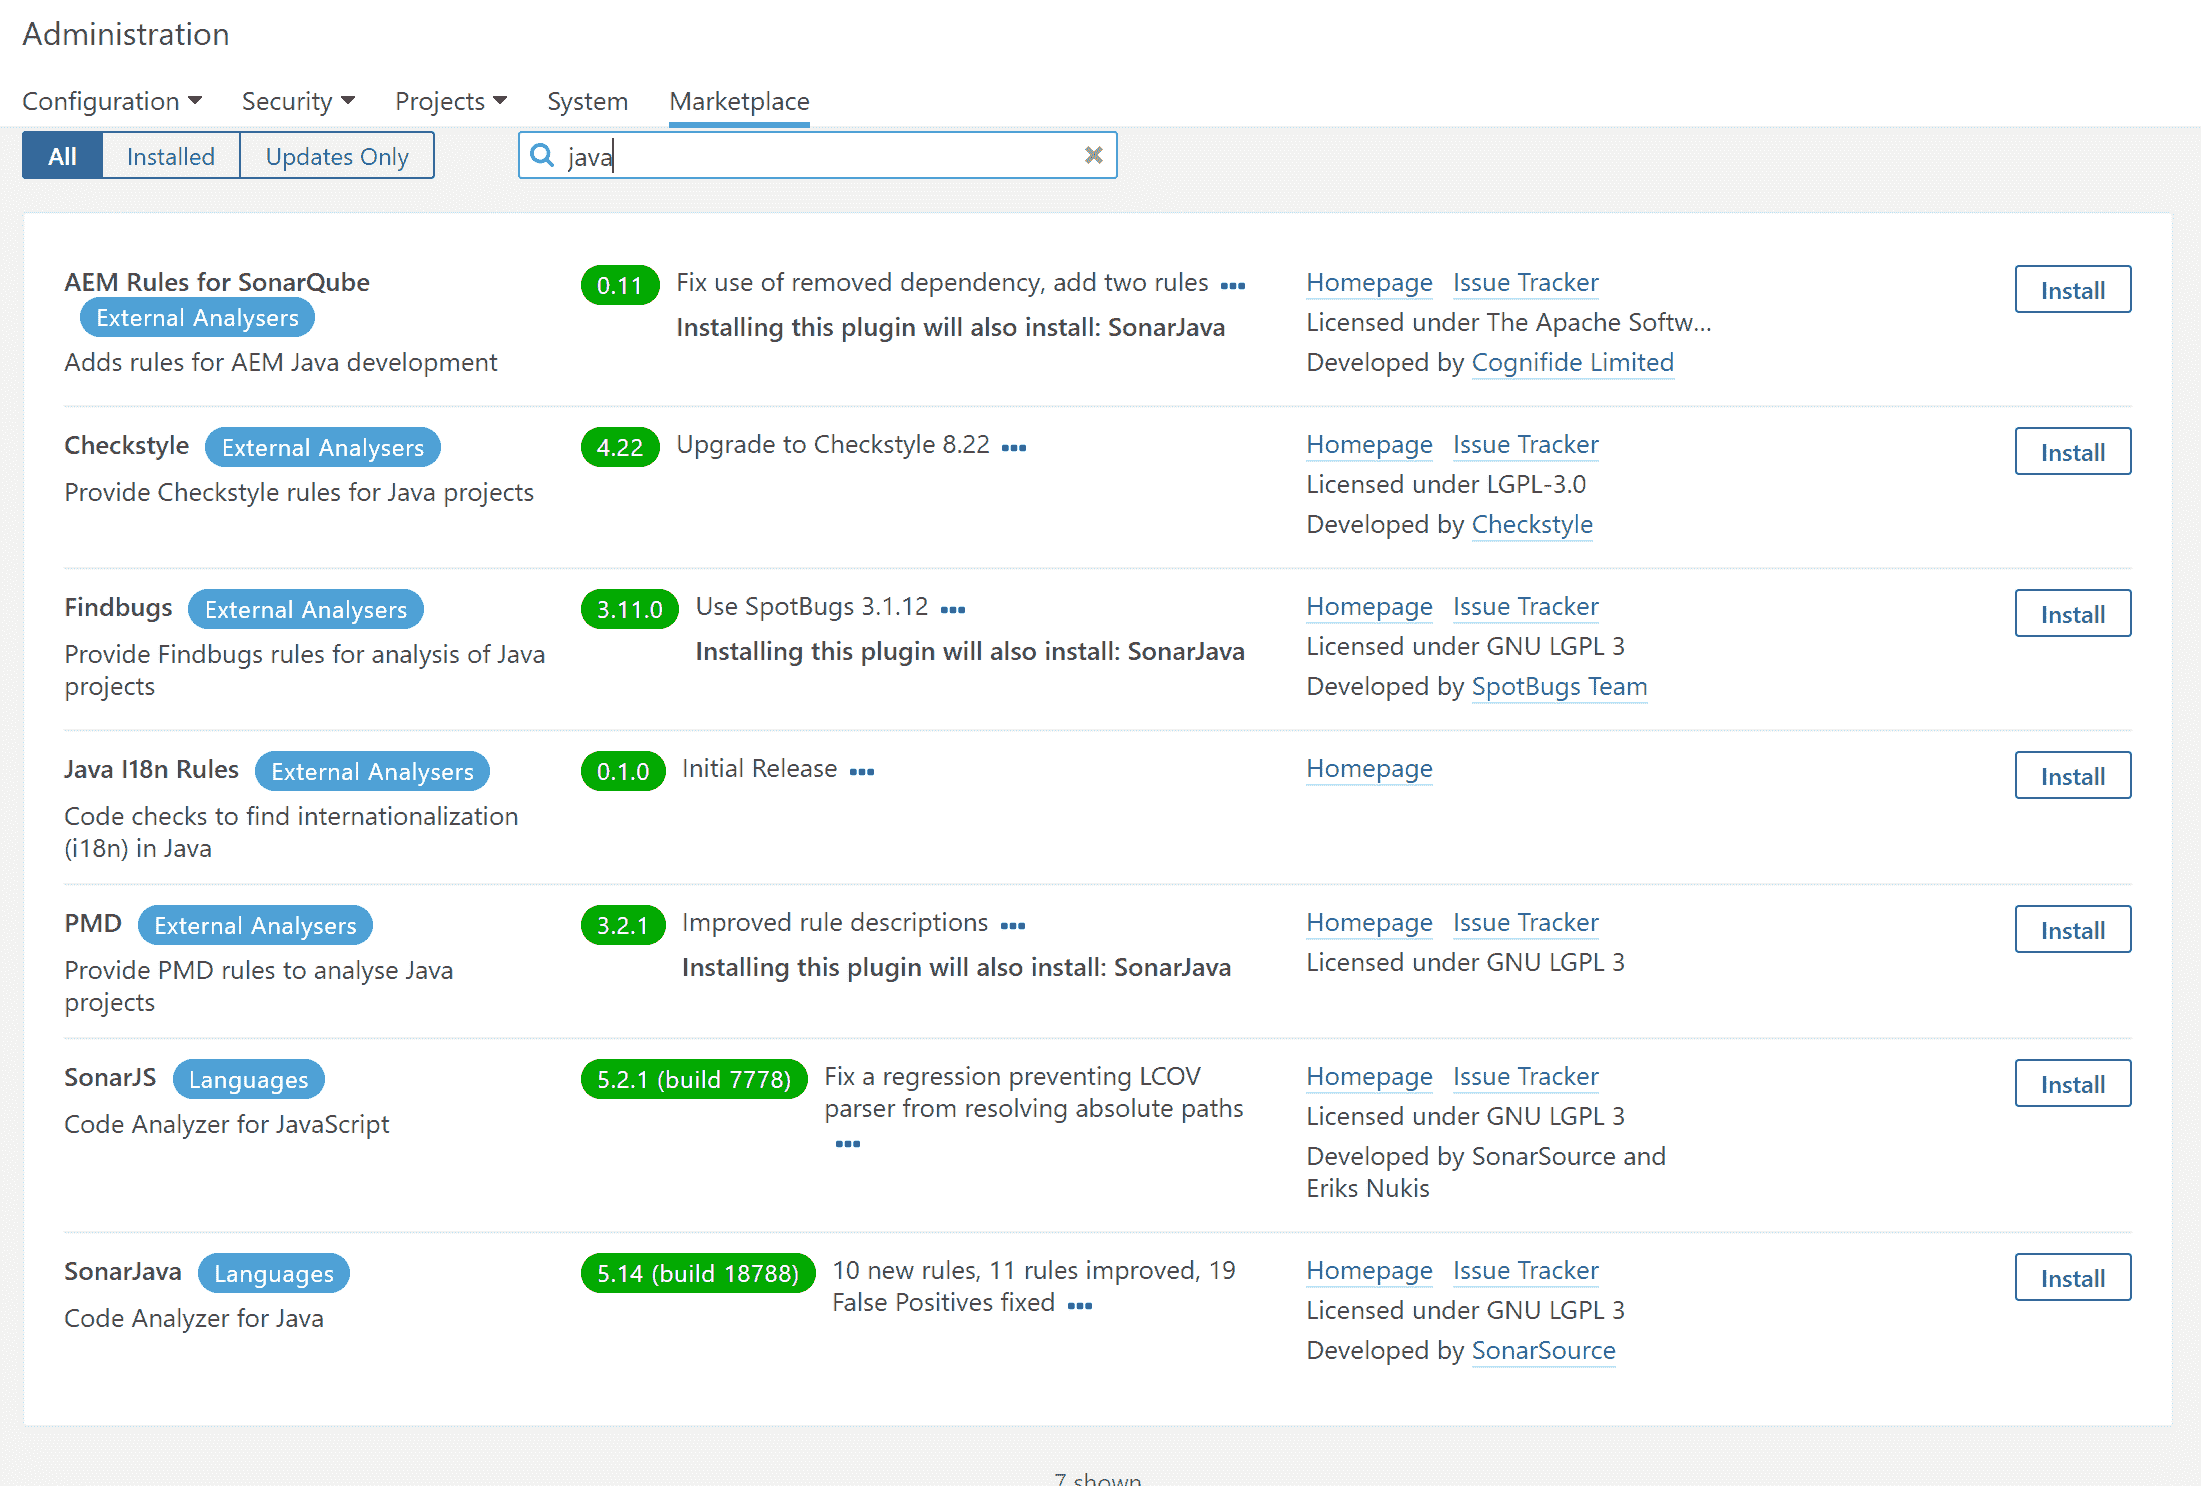 Administration
Configuration Security Projects System Marketplace
All Installed Updates Only java
AEM Rules for SonarQube
External Analysers
Adds rules for AEM Java development
0.11 Fix use of removed dependency, add two rules
Installing this plugin will also install: SonarJava
Homepage Issue Tracker
Licensed under The Apache Softw...
Developed by Cognifide Limited
Install
Checkstyle External Analysers
Provide Checkstyle rules for Java projects
4.22 Upgrade to Checkstyle 8.22
Homepage Issue Tracker
Licensed under LGPL-3.0
Developed by Checkstyle
Install
Findbugs External Analysers
Provide Findbugs rules for analysis of Java
projects
3.11.0 Use SpotBugs 3.1.12
Installing this plugin will also install: SonarJava
Homepage Issue Tracker
Licensed under GNU LGPL 3
Developed by SpotBugs Team
Install
Java I18n Rules External Analysers
Code checks to find internationalization
(i18n) in Java
0.1.0 Initial Release
Homepage
Install
PMD External Analysers
Provide PMD rules to analyse Java
projects
3.2.1 Improved rule descriptions
Installing this plugin will also install: SonarJava
Homepage Issue Tracker
Licensed under GNU LGPL 3
Install
SonarJS Languages
Code Analyzer for JavaScript
5.2.1 (build 7778) Fix a regression preventing LCOV
parser from resolving absolute paths
Homepage Issue Tracker
Licensed under GNU LGPL 3
Developed by SonarSource and
Eriks Nukis
Install
SonarJava Languages
Code Analyzer for Java
5.14 (build 18788) 10 new rules, 11 rules improved, 19
False Positives fixed
Homepage Issue Tracker
Licensed under GNU LGPL 3
Developed by SonarSource
Install
7 shown